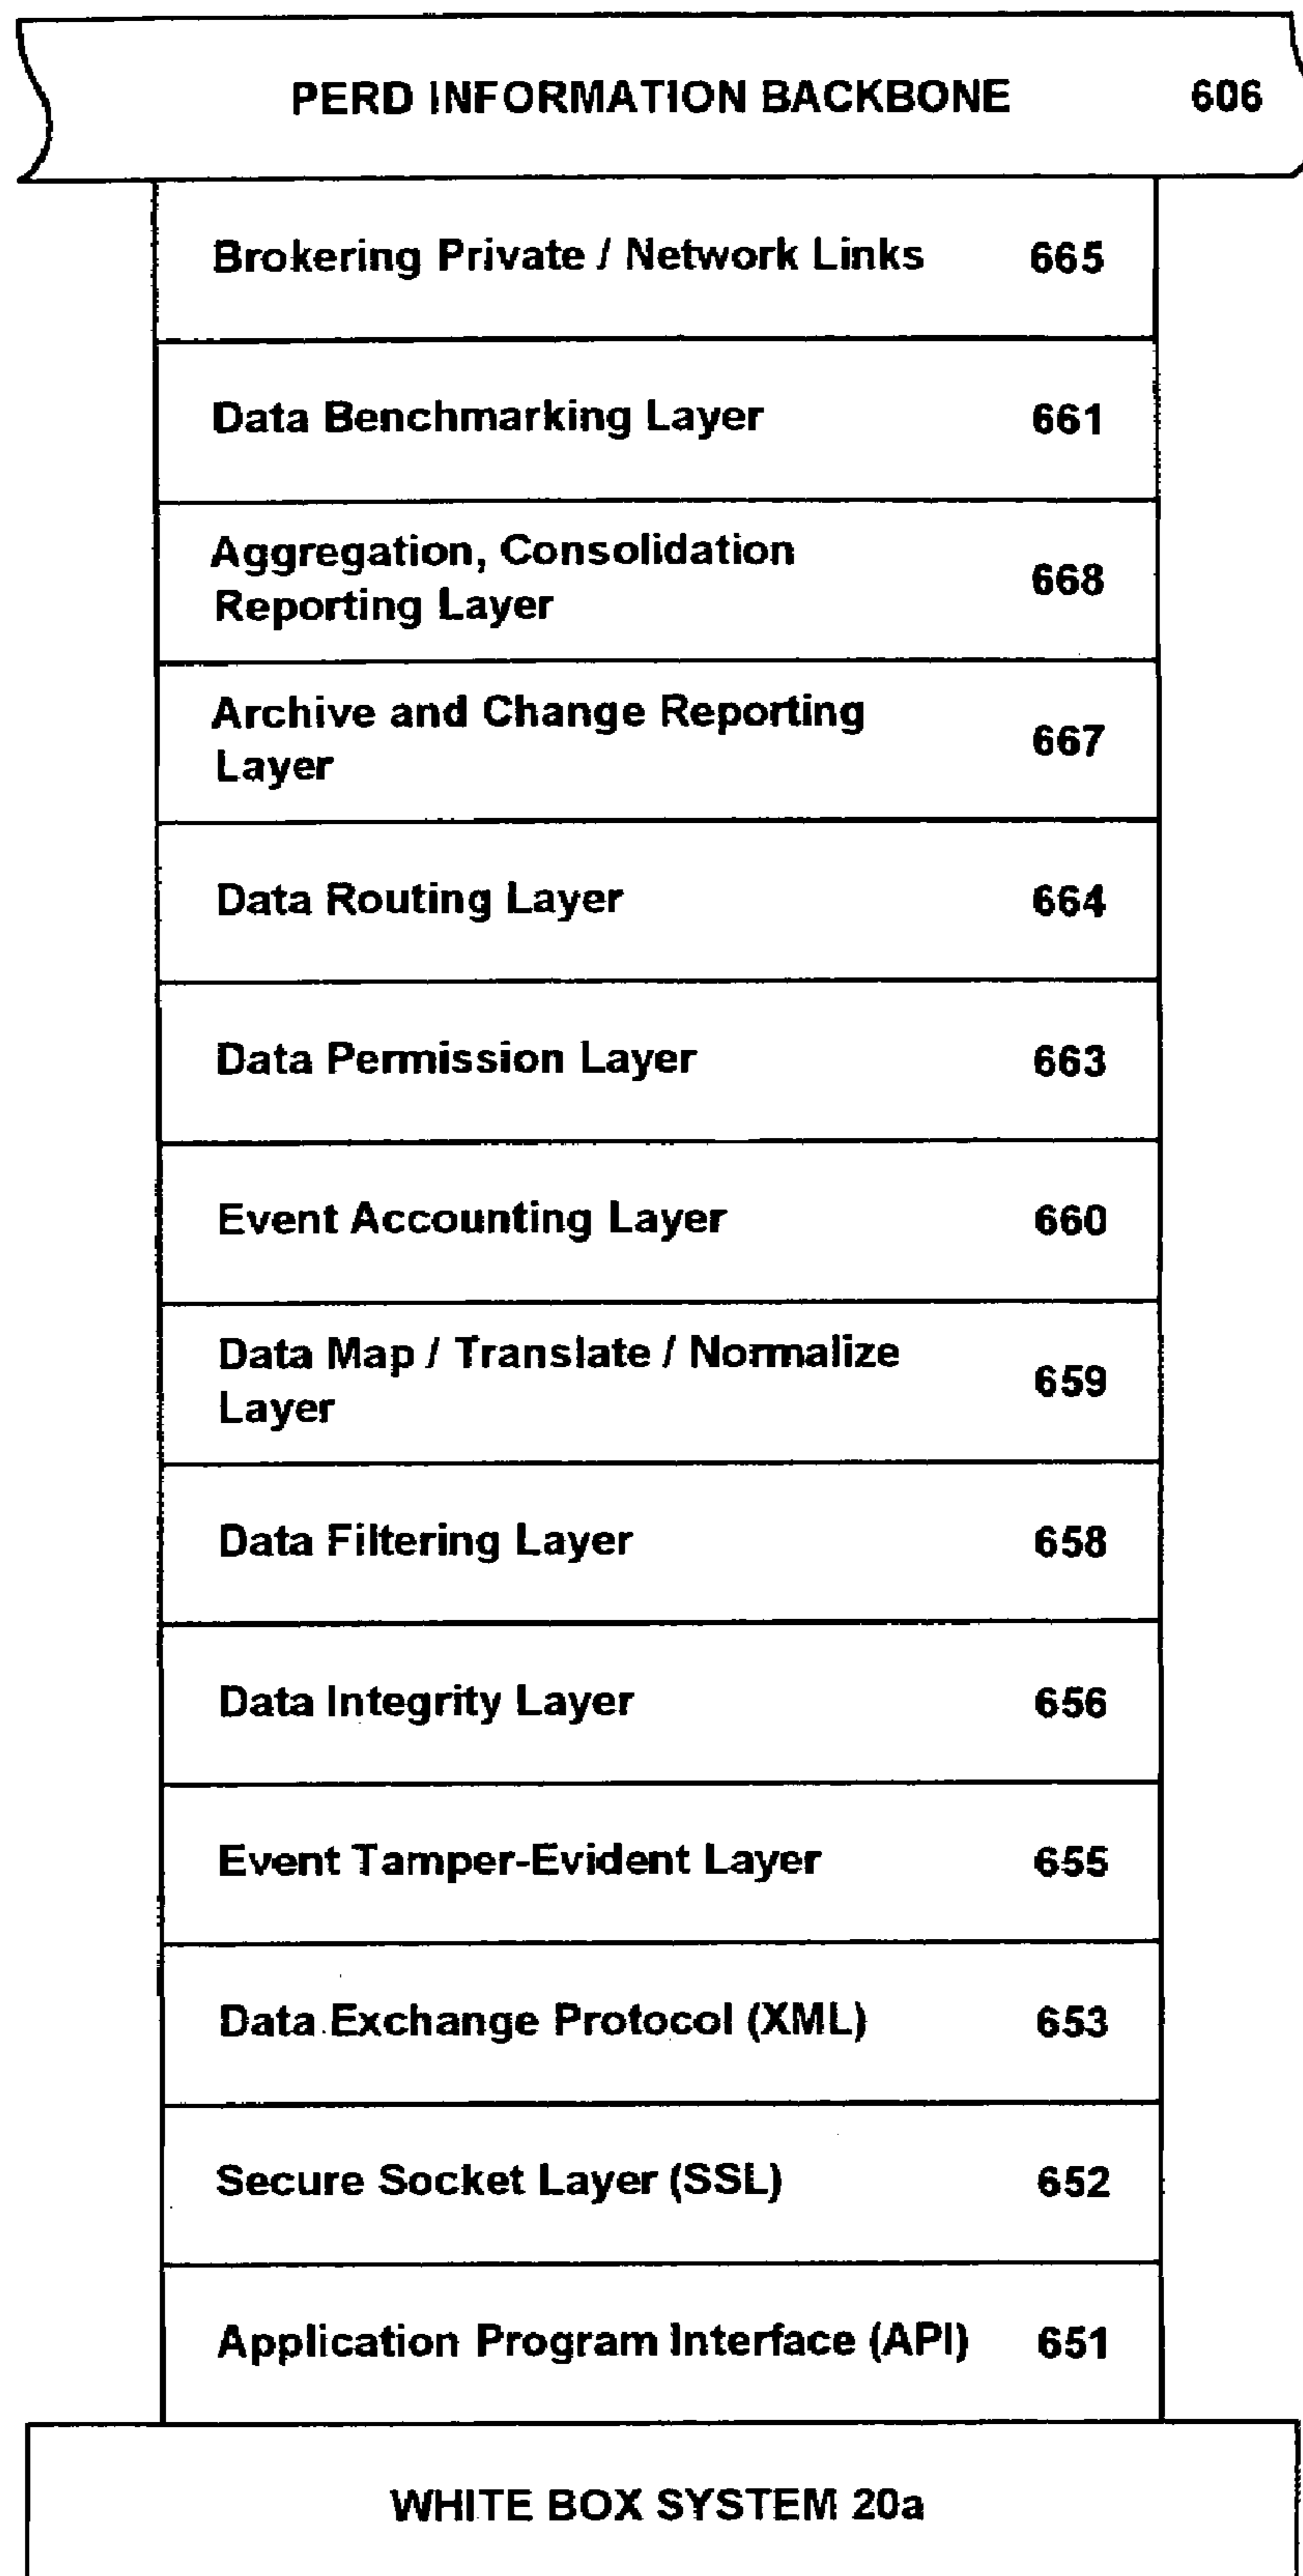 PERD INFORMATION BACKBONE 606
Brokering Private / Network Links 665
Data Benchmarking Layer 661
Aggregation, Consolidation
Reporting Layer 668
Archive and Change Reporting
Layer 667
Data Routing Layer 664
Data Permission Layer 663
Event Accounting Layer 660
Data Map / Translate / Normalize
Layer 659
Data Filtering Layer 658
Data Integrity Layer 656
Event Tamper-Evident Layer 655
Data Exchange Protocol (XML) 653
Secure Socket Layer (SSL) 652
Application Program Interface (API) 651
WHITE BOX SYSTEM 20a